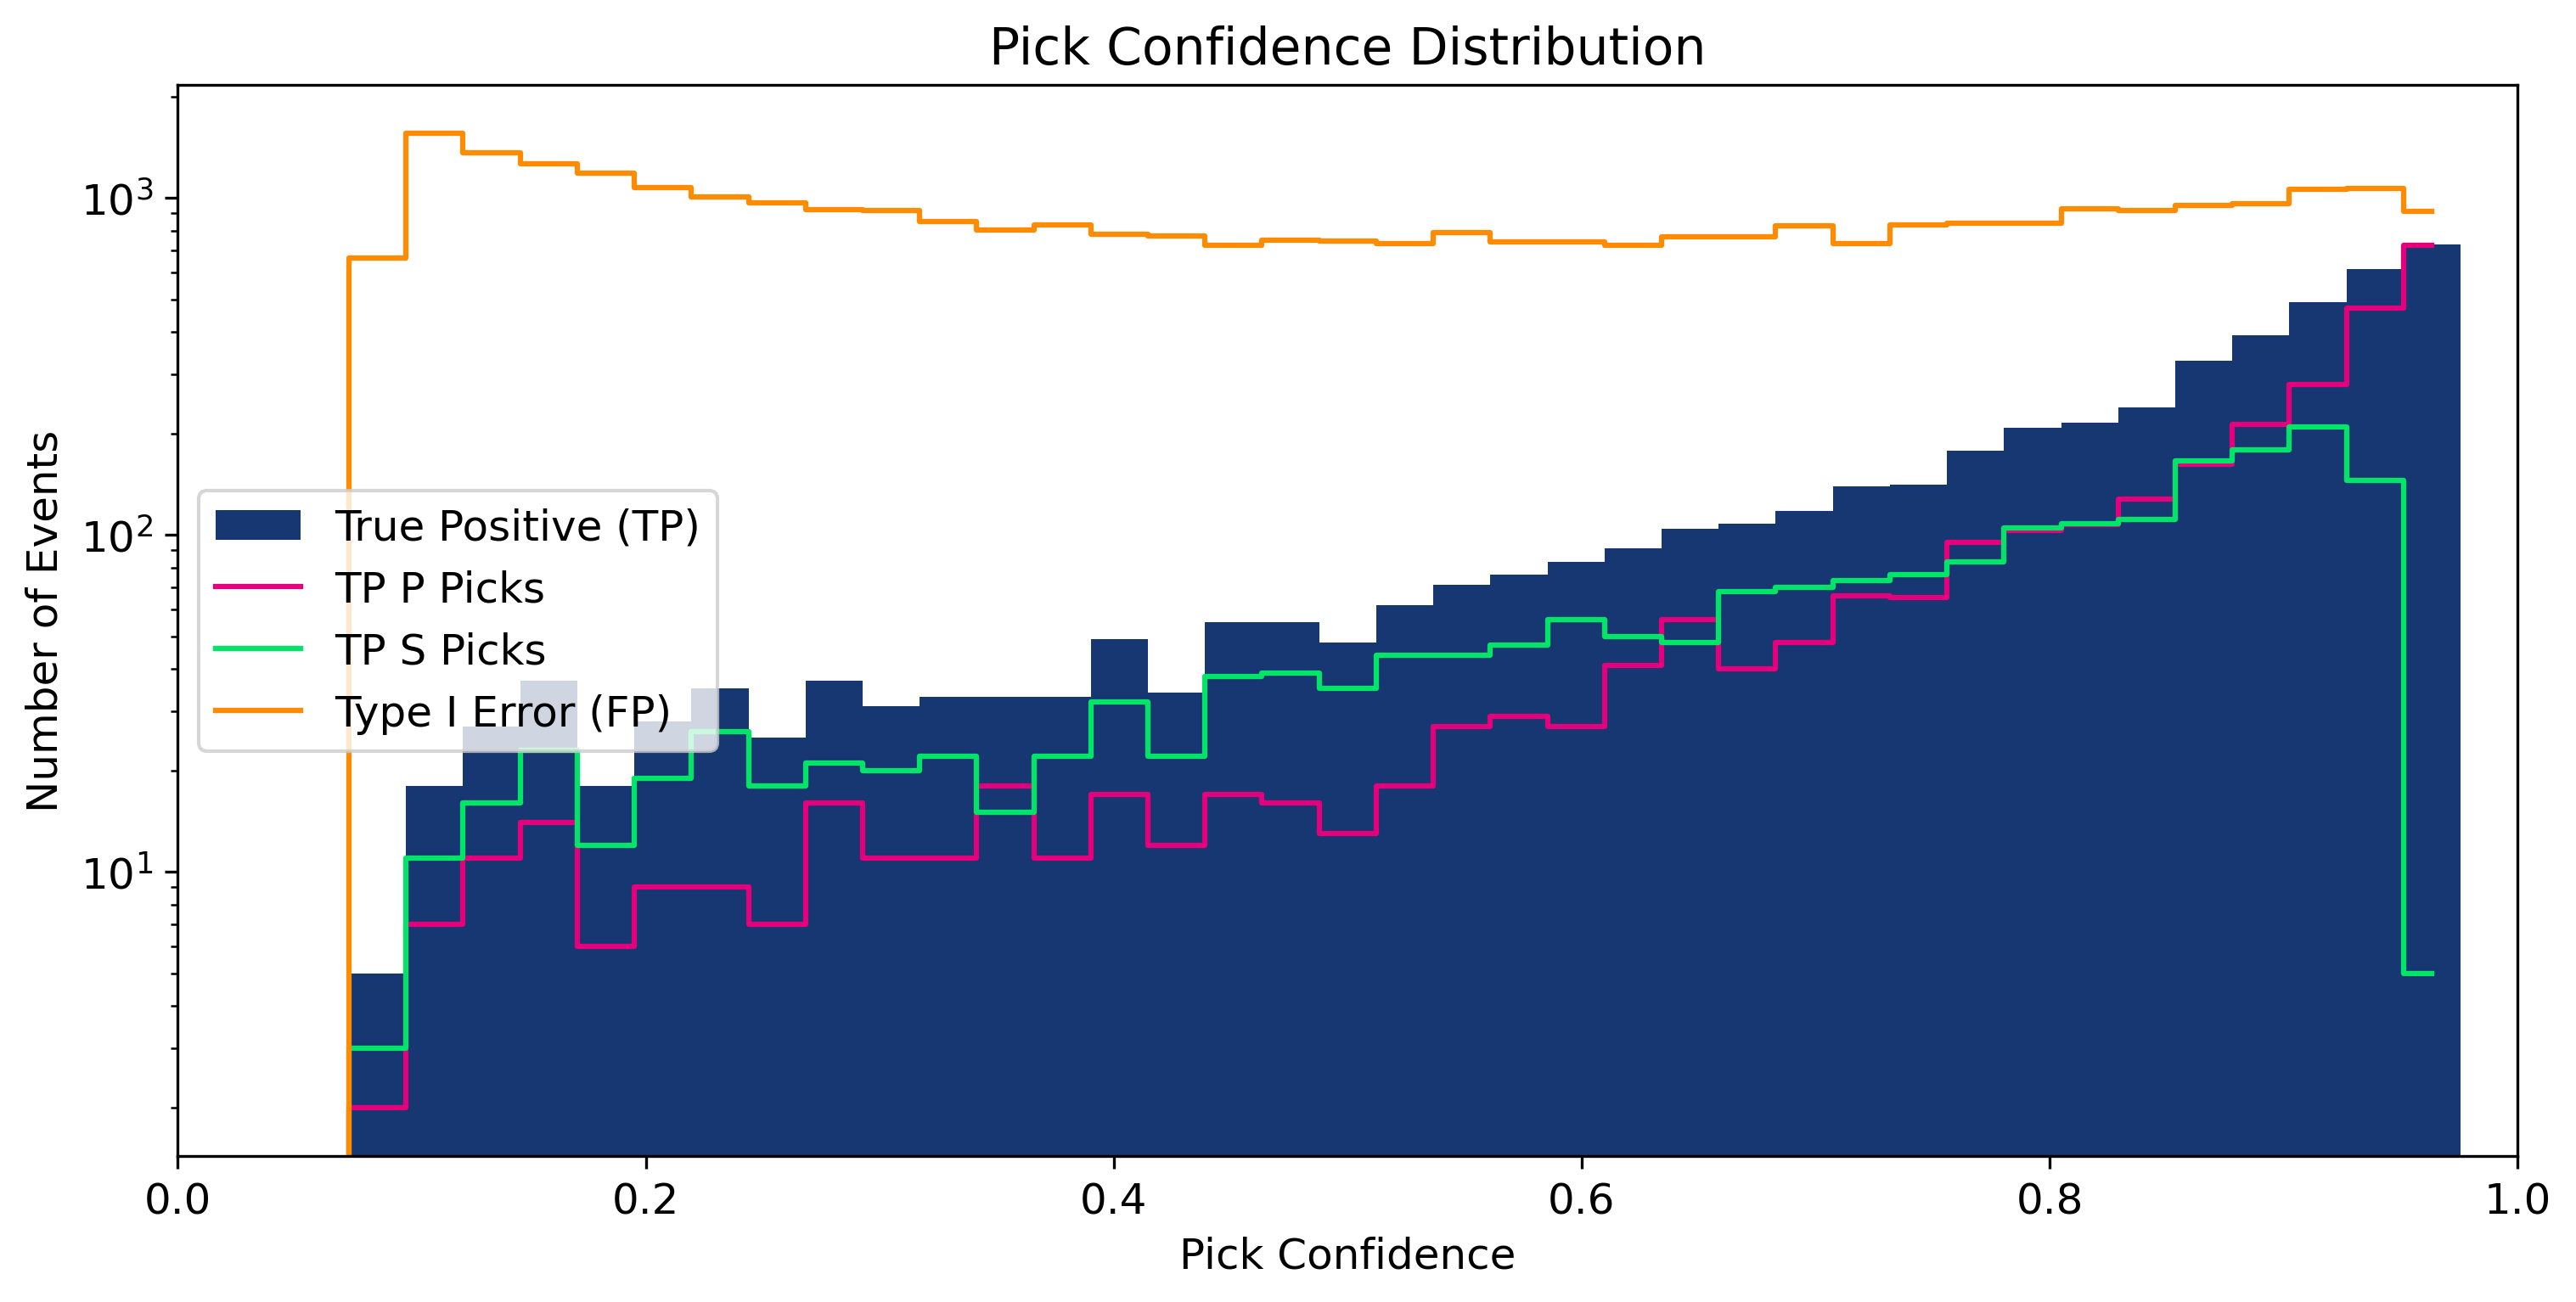 Pick Confidence Distribution
Number of Events
10³
10²
10¹
True Positive (TP)
TP P Picks
TP S Picks
Type I Error (FP)
0.0 0.2 0.4 0.6 0.8 1.0
Pick Confidence